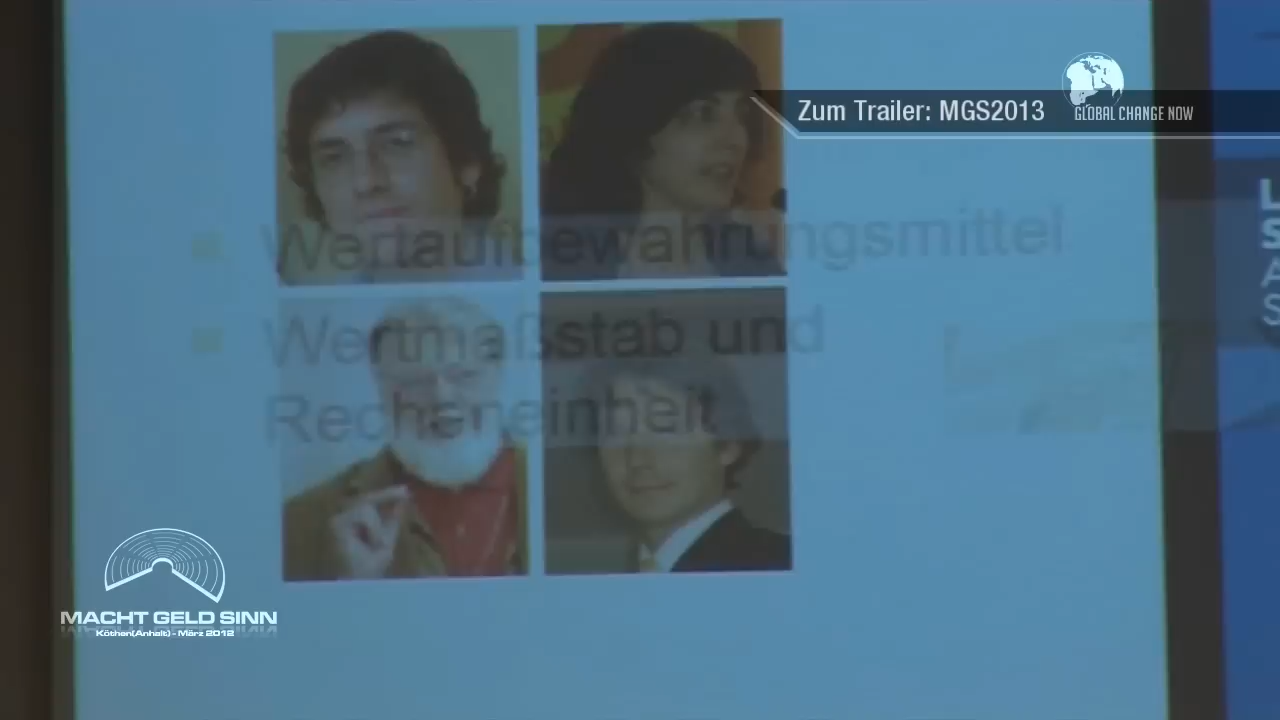 Zum Trailer: MGS2013
GLOBAL CHANGE NOW
Wertaufbewahrungsmittel
Wertmaßstab und
Recheneinheit
L
S
A
S
MACHT GELD SINN
Köthen(Anhalt) - März 2012